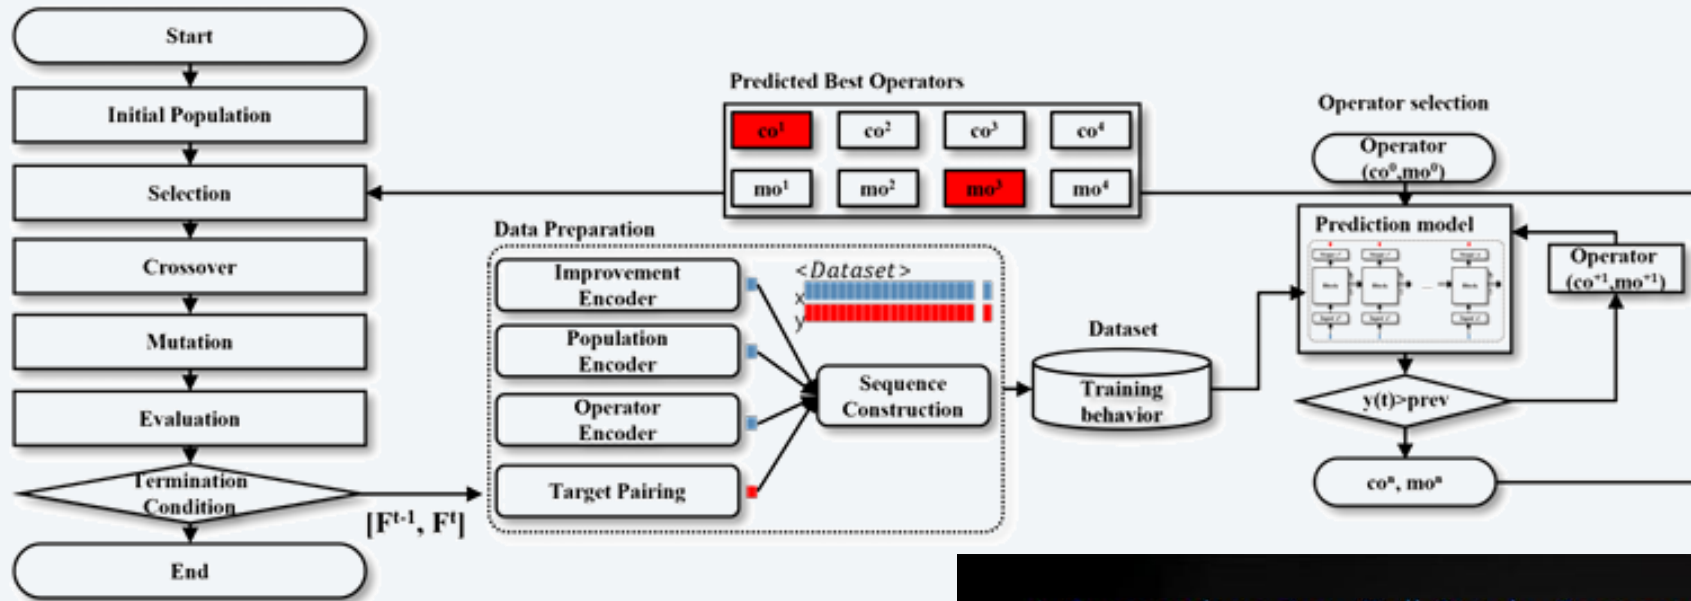 Start
Initial Population
Selection
Crossover
Mutation
Evaluation
Termination
Condition
End
[Fᵗ⁻¹, Fᵗ]
Predicted Best Operators
co¹ co² co³ co⁴
mo¹ mo² mo³ mo⁴
Data Preparation
Improvement
Encoder
Population
Encoder
Operator
Encoder
Target Pairing
<Dataset>
x
y
Sequence
Construction
Dataset
Training
behavior
Operator selection
Operator
(co⁰,mo⁰)
Prediction model
Operator
(co⁺¹,mo⁺¹)
y(t)>prev
coⁿ, moⁿ